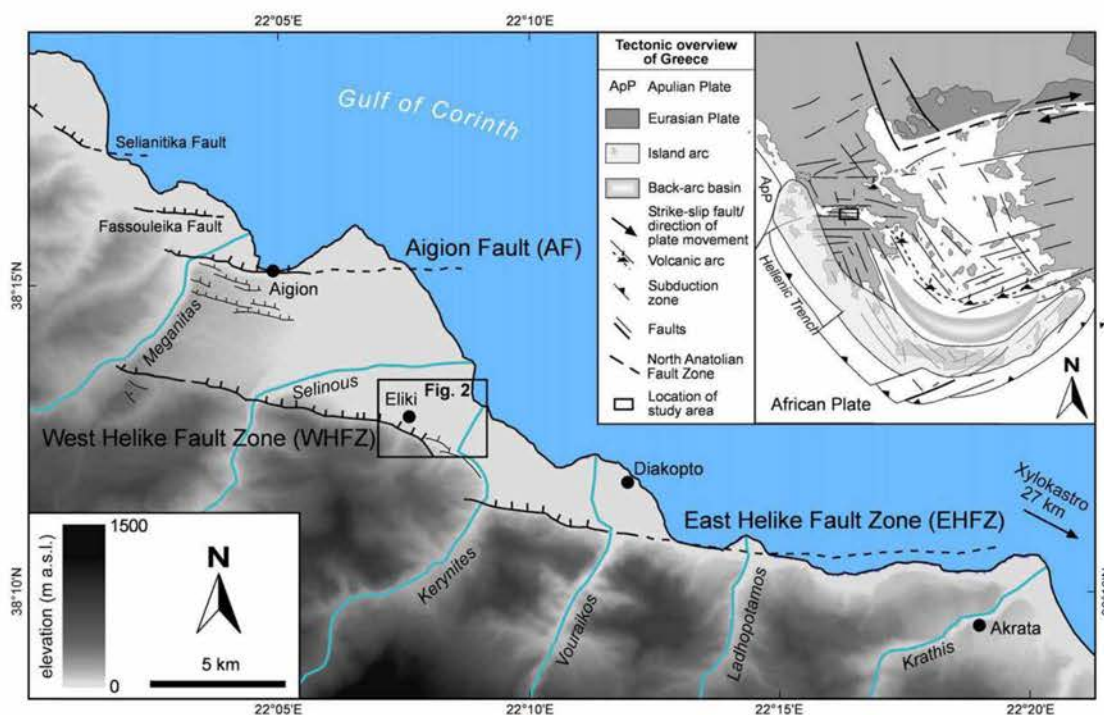 22°05'E
22°10'E
Gulf of Corinth
Selianitika Fault
Fassouleika Fault
Aigion Fault (AF)
38°15'N
Aigion
Meganitas
Selinous
Fig. 2
Eliki
West Helike Fault Zone (WHFZ)
Diakopto
Xylokastro
27 km
East Helike Fault Zone (EHFZ)
38°10'N
Kerynites
Vouraikos
Ladhopotamos
Krathis
Akrata
Tectonic overview
of Greece
ApP Apulian Plate
Eurasian Plate
Island arc
Back-arc basin
Strike-slip fault/
direction of
plate movement
Volcanic arc
Subduction
zone
Faults
North Anatolian
Fault Zone
Location of
study area
ApP
Hellenic Trench
African Plate
N
1500
elevation (m a.s.l.)
0
N
5 km
22°05'E
22°10'E
22°15'E
22°20'E